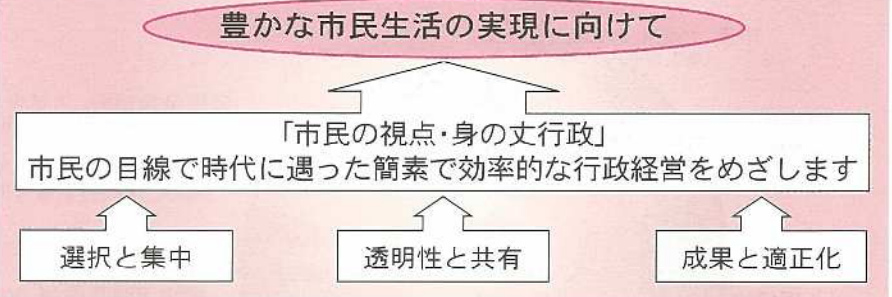 豊かな市民生活の実現に向けて
「市民の視点・身の丈行政」
市民の目線で時代に遇った簡素で効率的な行政経営をめざします
選択と集中
透明性と共有
成果と適正化